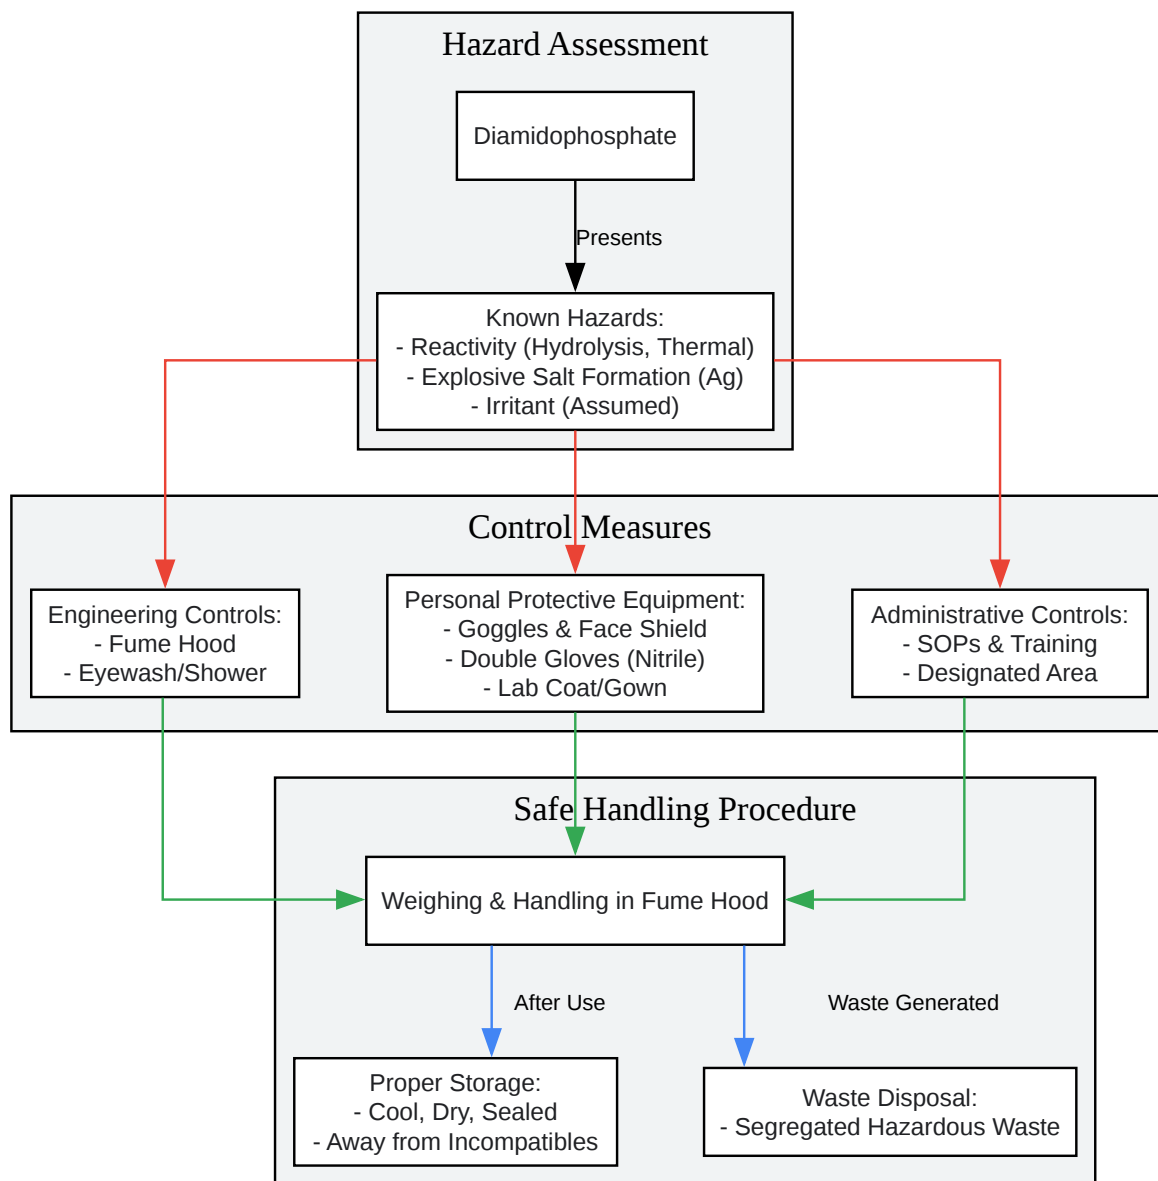 Hazard Assessment
Diamidophosphate
Presents
Known Hazards:
- Reactivity (Hydrolysis, Thermal)
- Explosive Salt Formation (Ag)
- Irritant (Assumed)
Control Measures
Engineering Controls:
- Fume Hood
- Eyewash/Shower
Personal Protective Equipment:
- Goggles & Face Shield
- Double Gloves (Nitrile)
- Lab Coat/Gown
Administrative Controls:
- SOPs & Training
- Designated Area
Safe Handling Procedure
Weighing & Handling in Fume Hood
After Use
Waste Generated
Proper Storage:
- Cool, Dry, Sealed
- Away from Incompatibles
Waste Disposal:
- Segregated Hazardous Waste